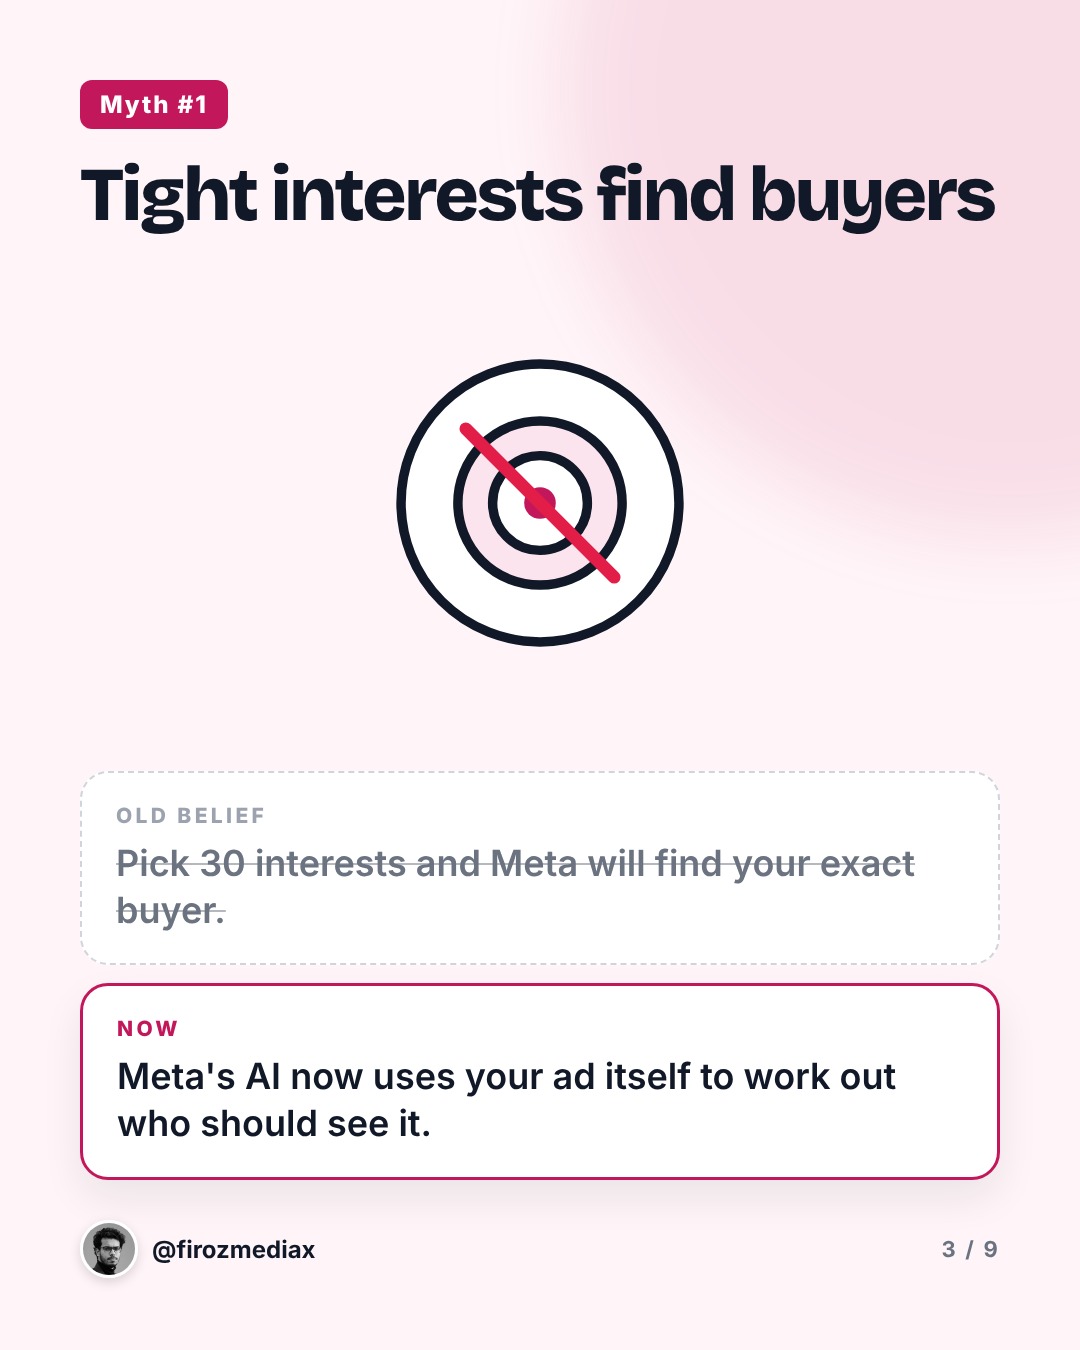 Myth #1
Tight interests find buyers
OLD BELIEF
Pick 30 interests and Meta will find your exact
buyer.
NOW
Meta's AI now uses your ad itself to work out
who should see it.
@firozmediax
3 / 9